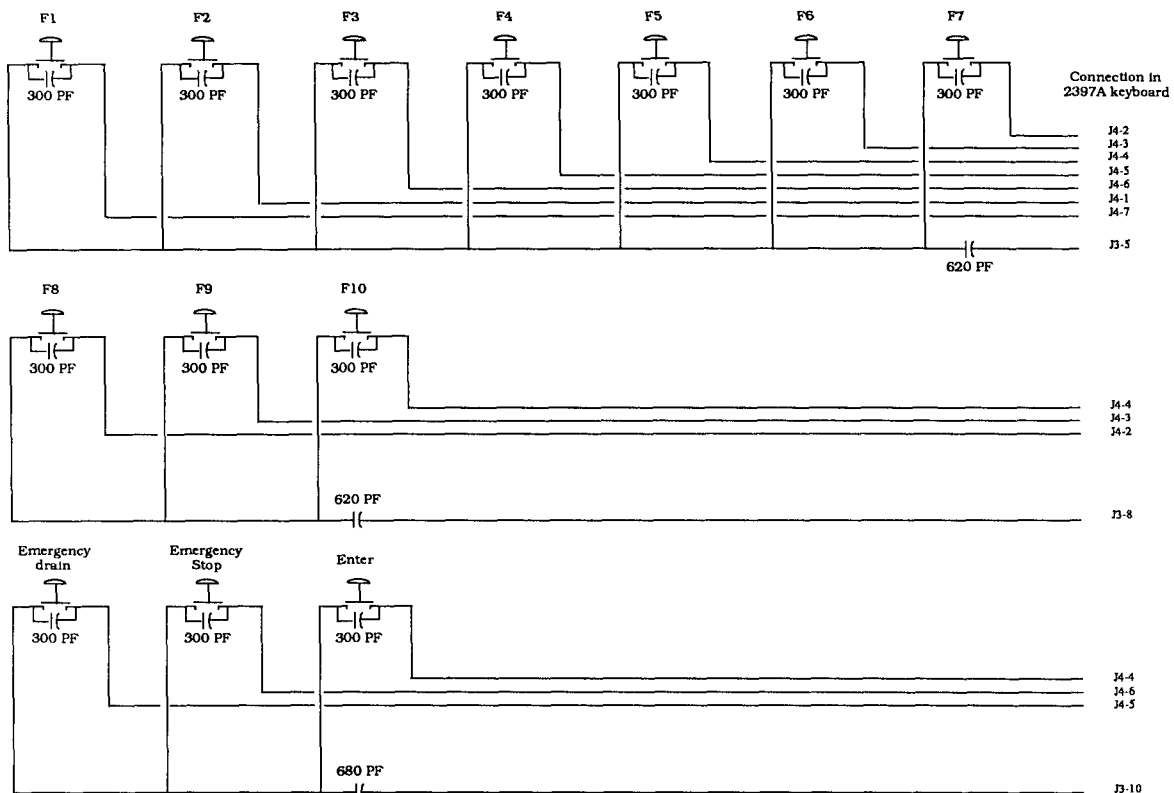 F1 F2 F3 F4 F5 F6 F7
Connection in
2397A keyboard
300 PF 300 PF 300 PF 300 PF 300 PF 300 PF 300 PF
J4-2
J4-3
J4-4
J4-5
J4-6
J4-1
J4-7
J3-5
620 PF
F8 F9 F10
300 PF 300 PF 300 PF
J4-4
J4-3
J4-2
620 PF
J3-8
Emergency
drain
Emergency
Stop
Enter
300 PF 300 PF 300 PF
J4-4
J4-6
J4-5
680 PF
J3-10